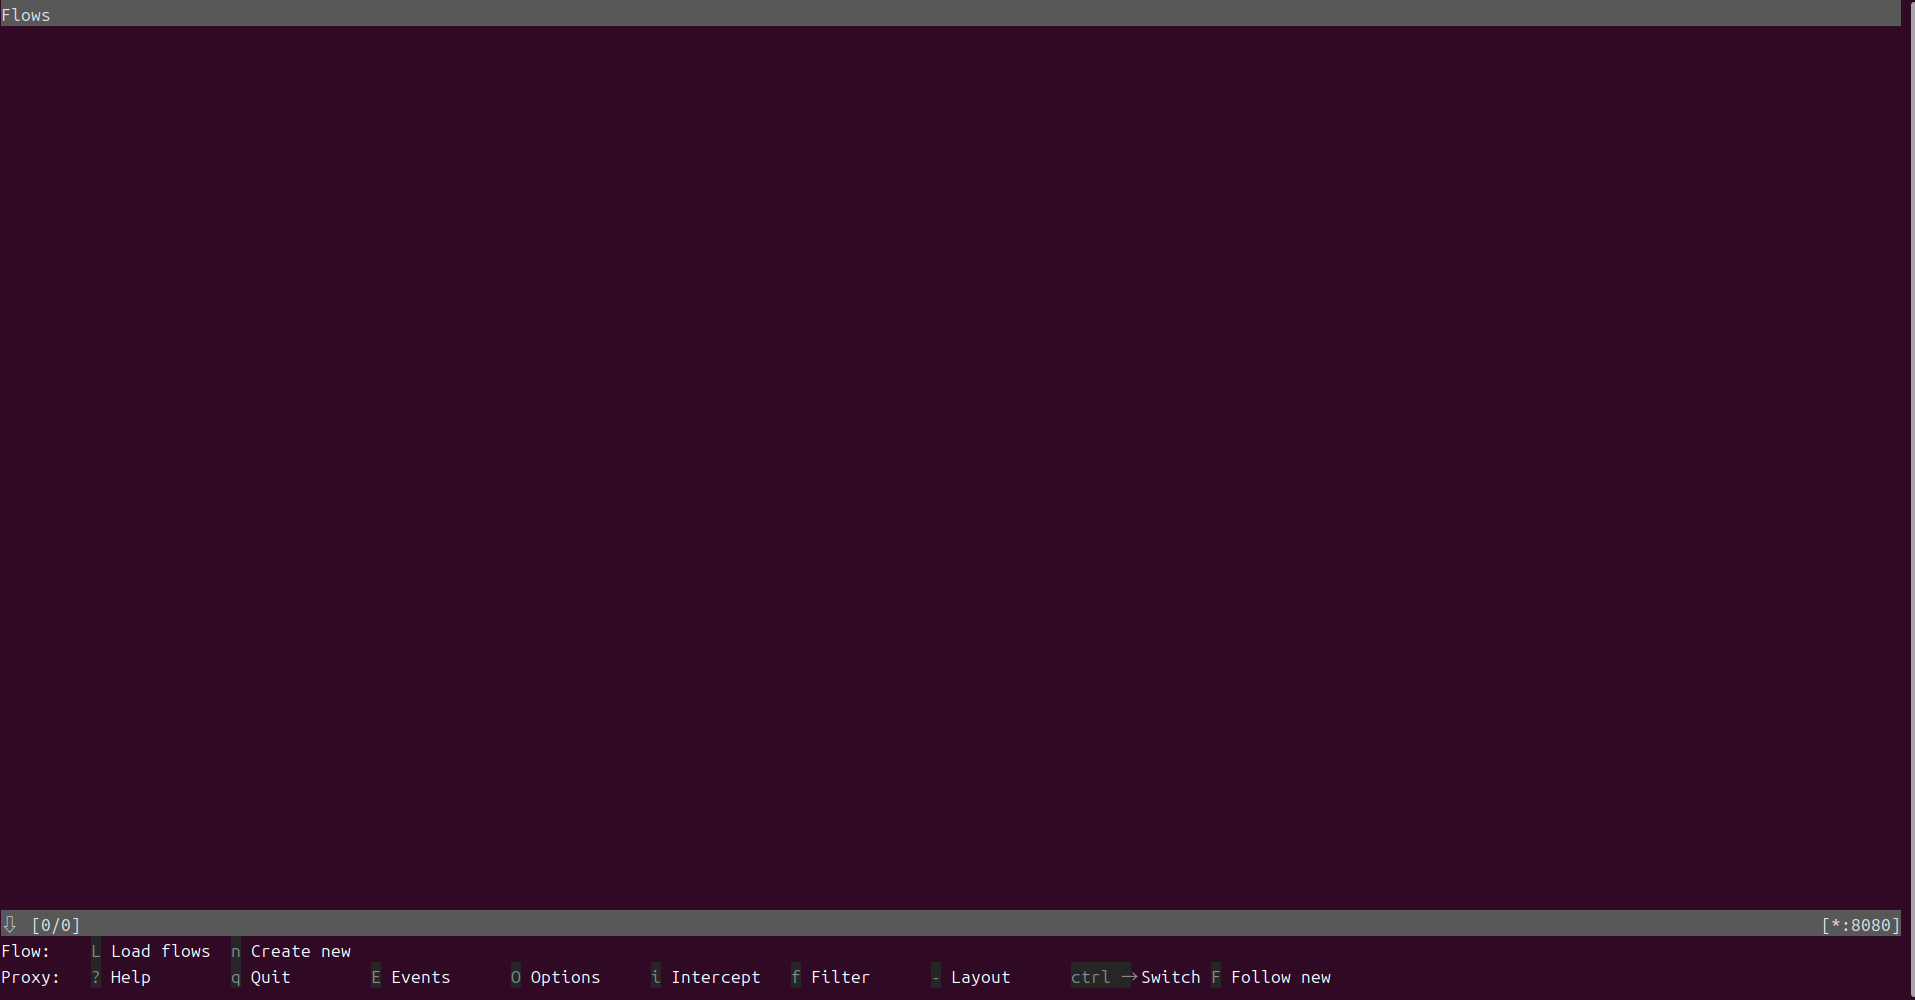 Flows
⇩ [0/0] [*:8080]
Flow: L Load flows n Create new
Proxy: ? Help q Quit E Events O Options i Intercept f Filter - Layout ctrl → Switch F Follow new